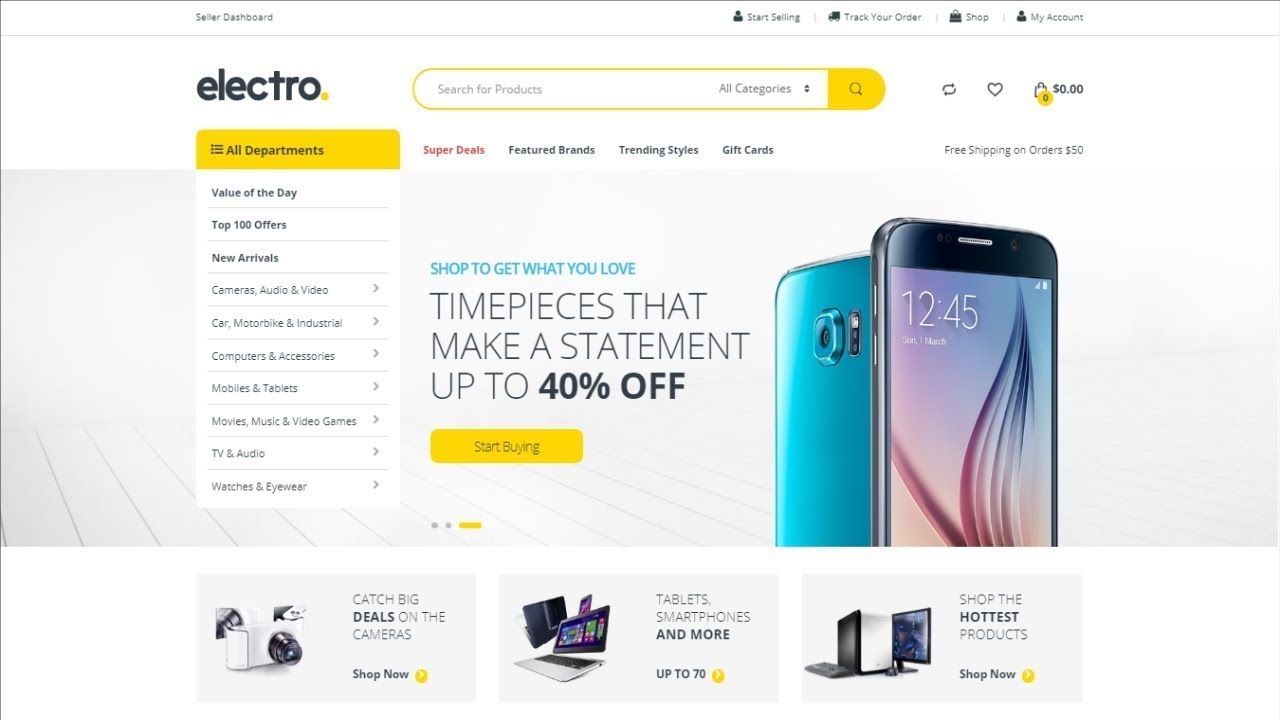 Seller Dashboard
Start Selling | Track Your Order | Shop | My Account
electro.
Search for Products
All Categories
0
$0.00
All Departments
Super Deals
Featured Brands
Trending Styles
Gift Cards
Free Shipping on Orders $50
Value of the Day
Top 100 Offers
New Arrivals
Cameras, Audio & Video
Car, Motorbike & Industrial
Computers & Accessories
Mobiles & Tablets
Movies, Music & Video Games
TV & Audio
Watches & Eyewear
SHOP TO GET WHAT YOU LOVE
TIMEPIECES THAT
MAKE A STATEMENT
UP TO 40% OFF
Start Buying
12:45
Sun, 1 March
CATCH BIG
DEALS ON THE
CAMERAS
Shop Now
TABLETS,
SMARTPHONES
AND MORE
UP TO 70
SHOP THE
HOTTEST
PRODUCTS
Shop Now